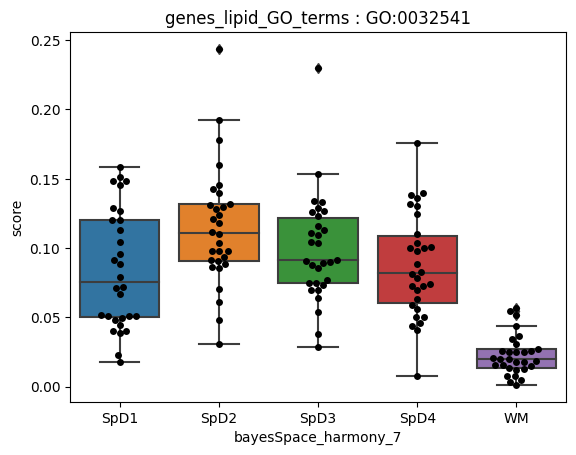 genes_lipid_GO_terms : GO:0032541
0.25
0.20
0.15
0.10
0.05
0.00
score
SpD1 SpD2 SpD3 SpD4 WM
bayesSpace_harmony_7